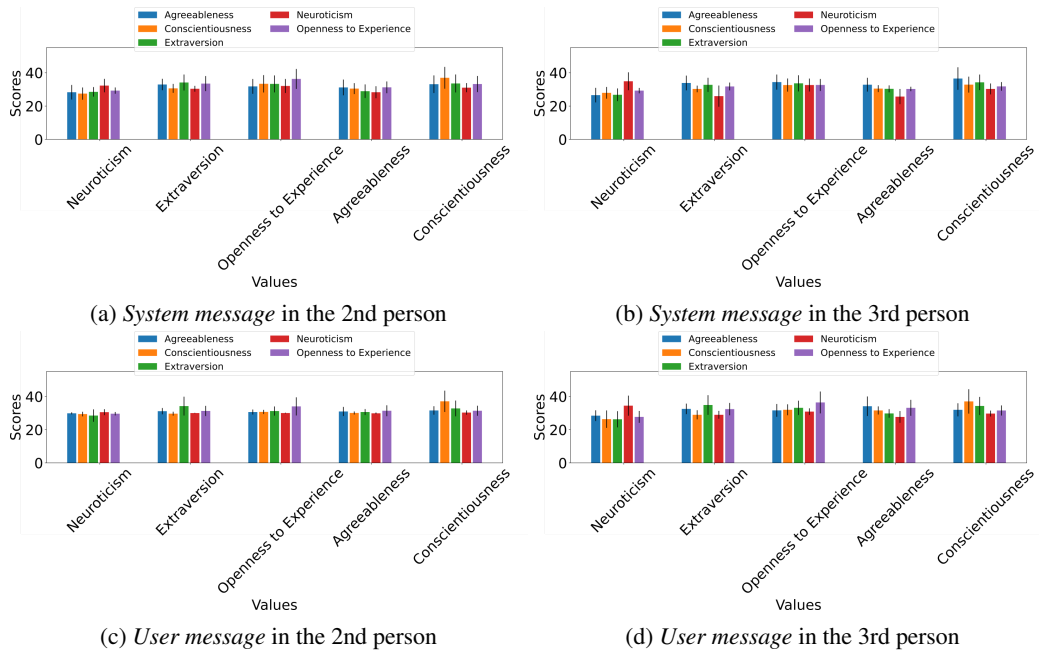 Agreeableness Neuroticism
Conscientiousness Openness to Experience
Extraversion
Scores
40
20
0
Neuroticism
Extraversion
Openness to Experience
Agreeableness
Conscientiousness
Values
(a) System message in the 2nd person
Agreeableness Neuroticism
Conscientiousness Openness to Experience
Extraversion
Scores
40
20
0
Neuroticism
Extraversion
Openness to Experience
Agreeableness
Conscientiousness
Values
(b) System message in the 3rd person
Agreeableness Neuroticism
Conscientiousness Openness to Experience
Extraversion
Scores
40
20
0
Neuroticism
Extraversion
Openness to Experience
Agreeableness
Conscientiousness
Values
(c) User message in the 2nd person
Agreeableness Neuroticism
Conscientiousness Openness to Experience
Extraversion
Scores
40
20
0
Neuroticism
Extraversion
Openness to Experience
Agreeableness
Conscientiousness
Values
(d) User message in the 3rd person